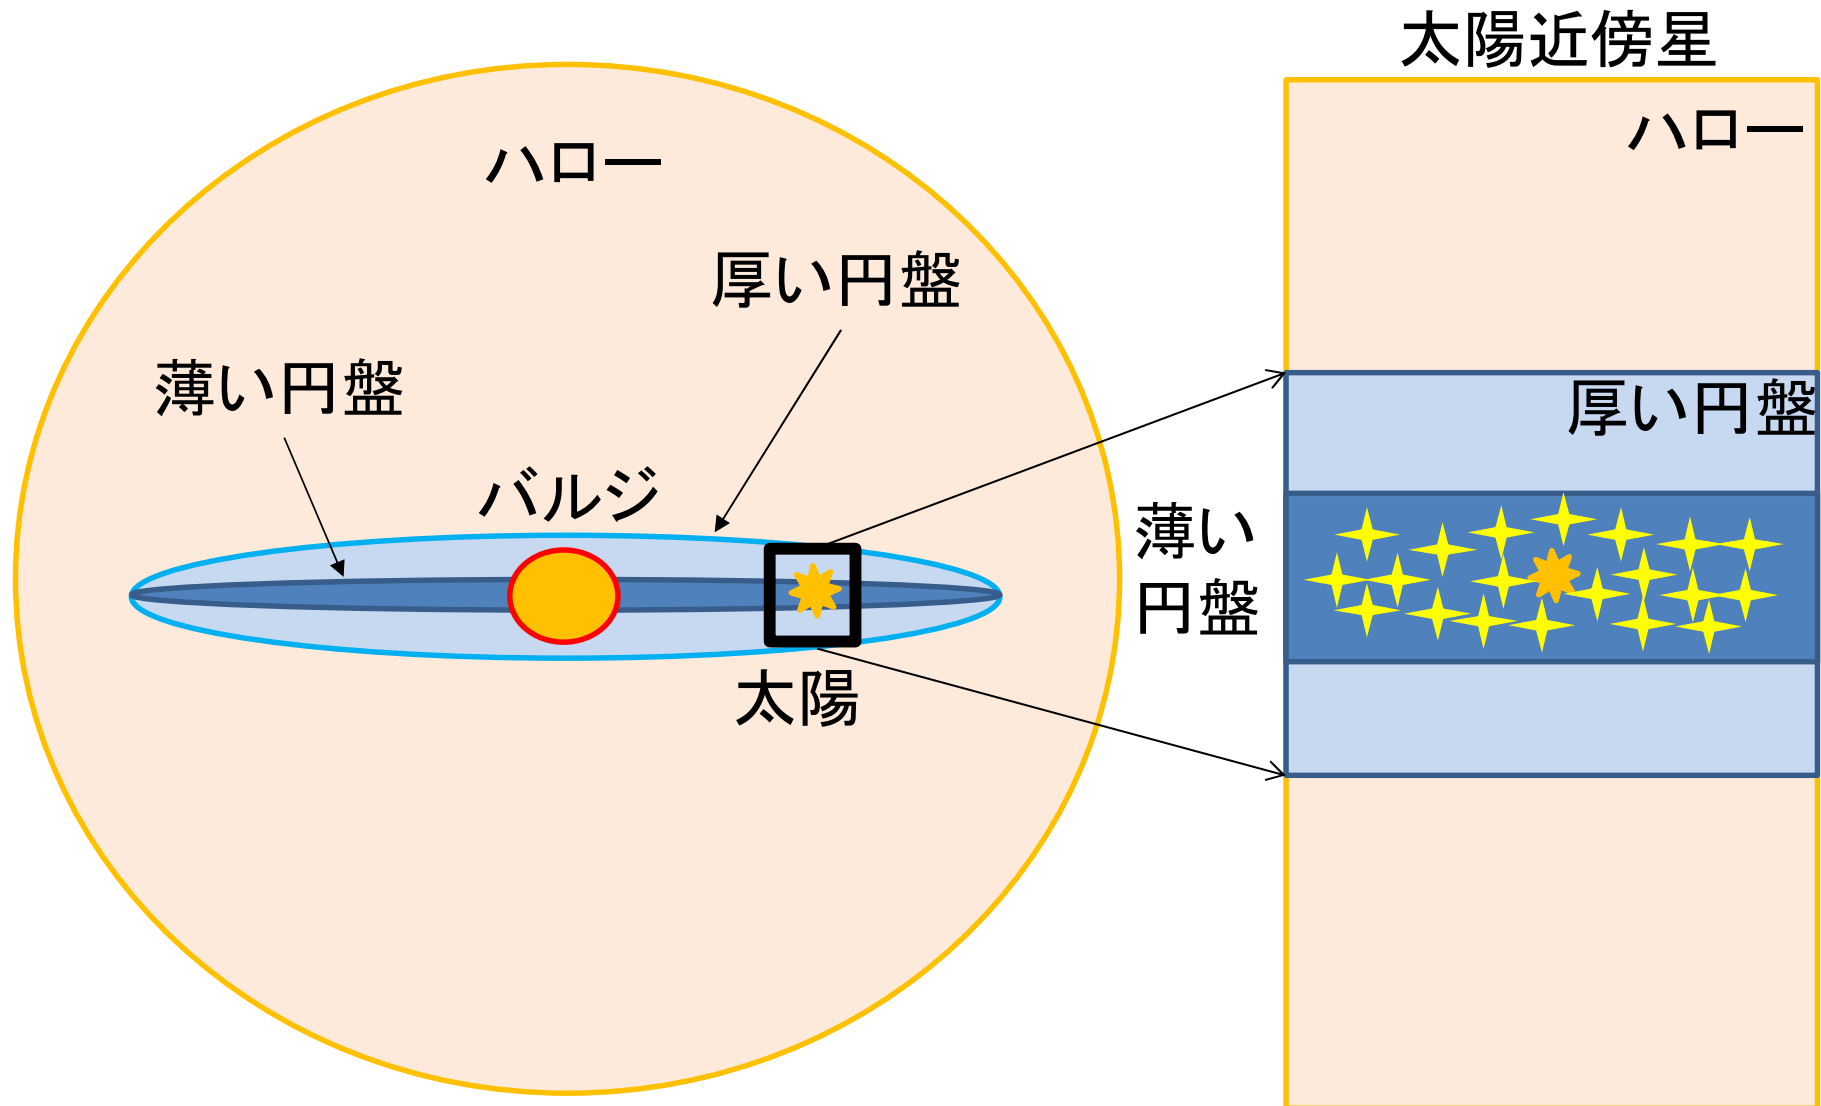 ハロー
厚い円盤
薄い円盤
バルジ
太陽
太陽近傍星
ハロー
厚い円盤
薄い
円盤